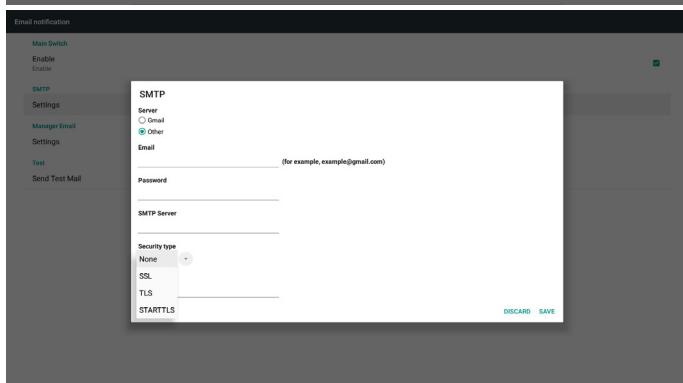 Email notification
Main Switch
Enable
Enable
SMTP
Settings
Manager Email
Settings
Test
Send Test Mail
SMTP
Server
Gmail
Other
Email
(for example, example@gmail.com)
Password
SMTP Server
Security type
None
SSL
TLS
STARTTLS
DISCARD SAVE